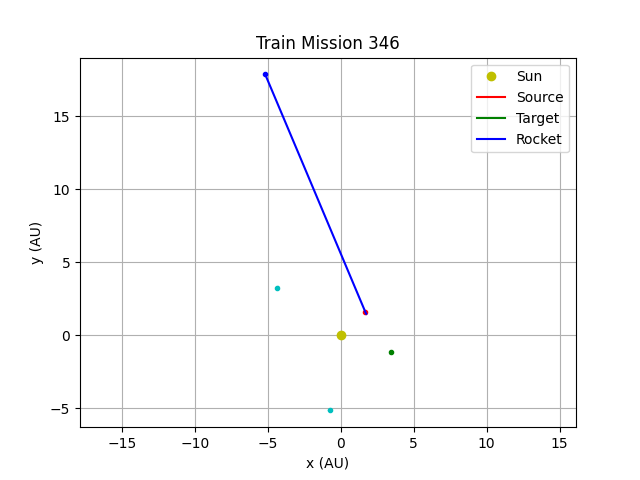 Train Mission 346
Sun
Source
Target
Rocket
15
10
5
0
−5
y (AU)
−15
−10
−5
0
5
10
15
x (AU)